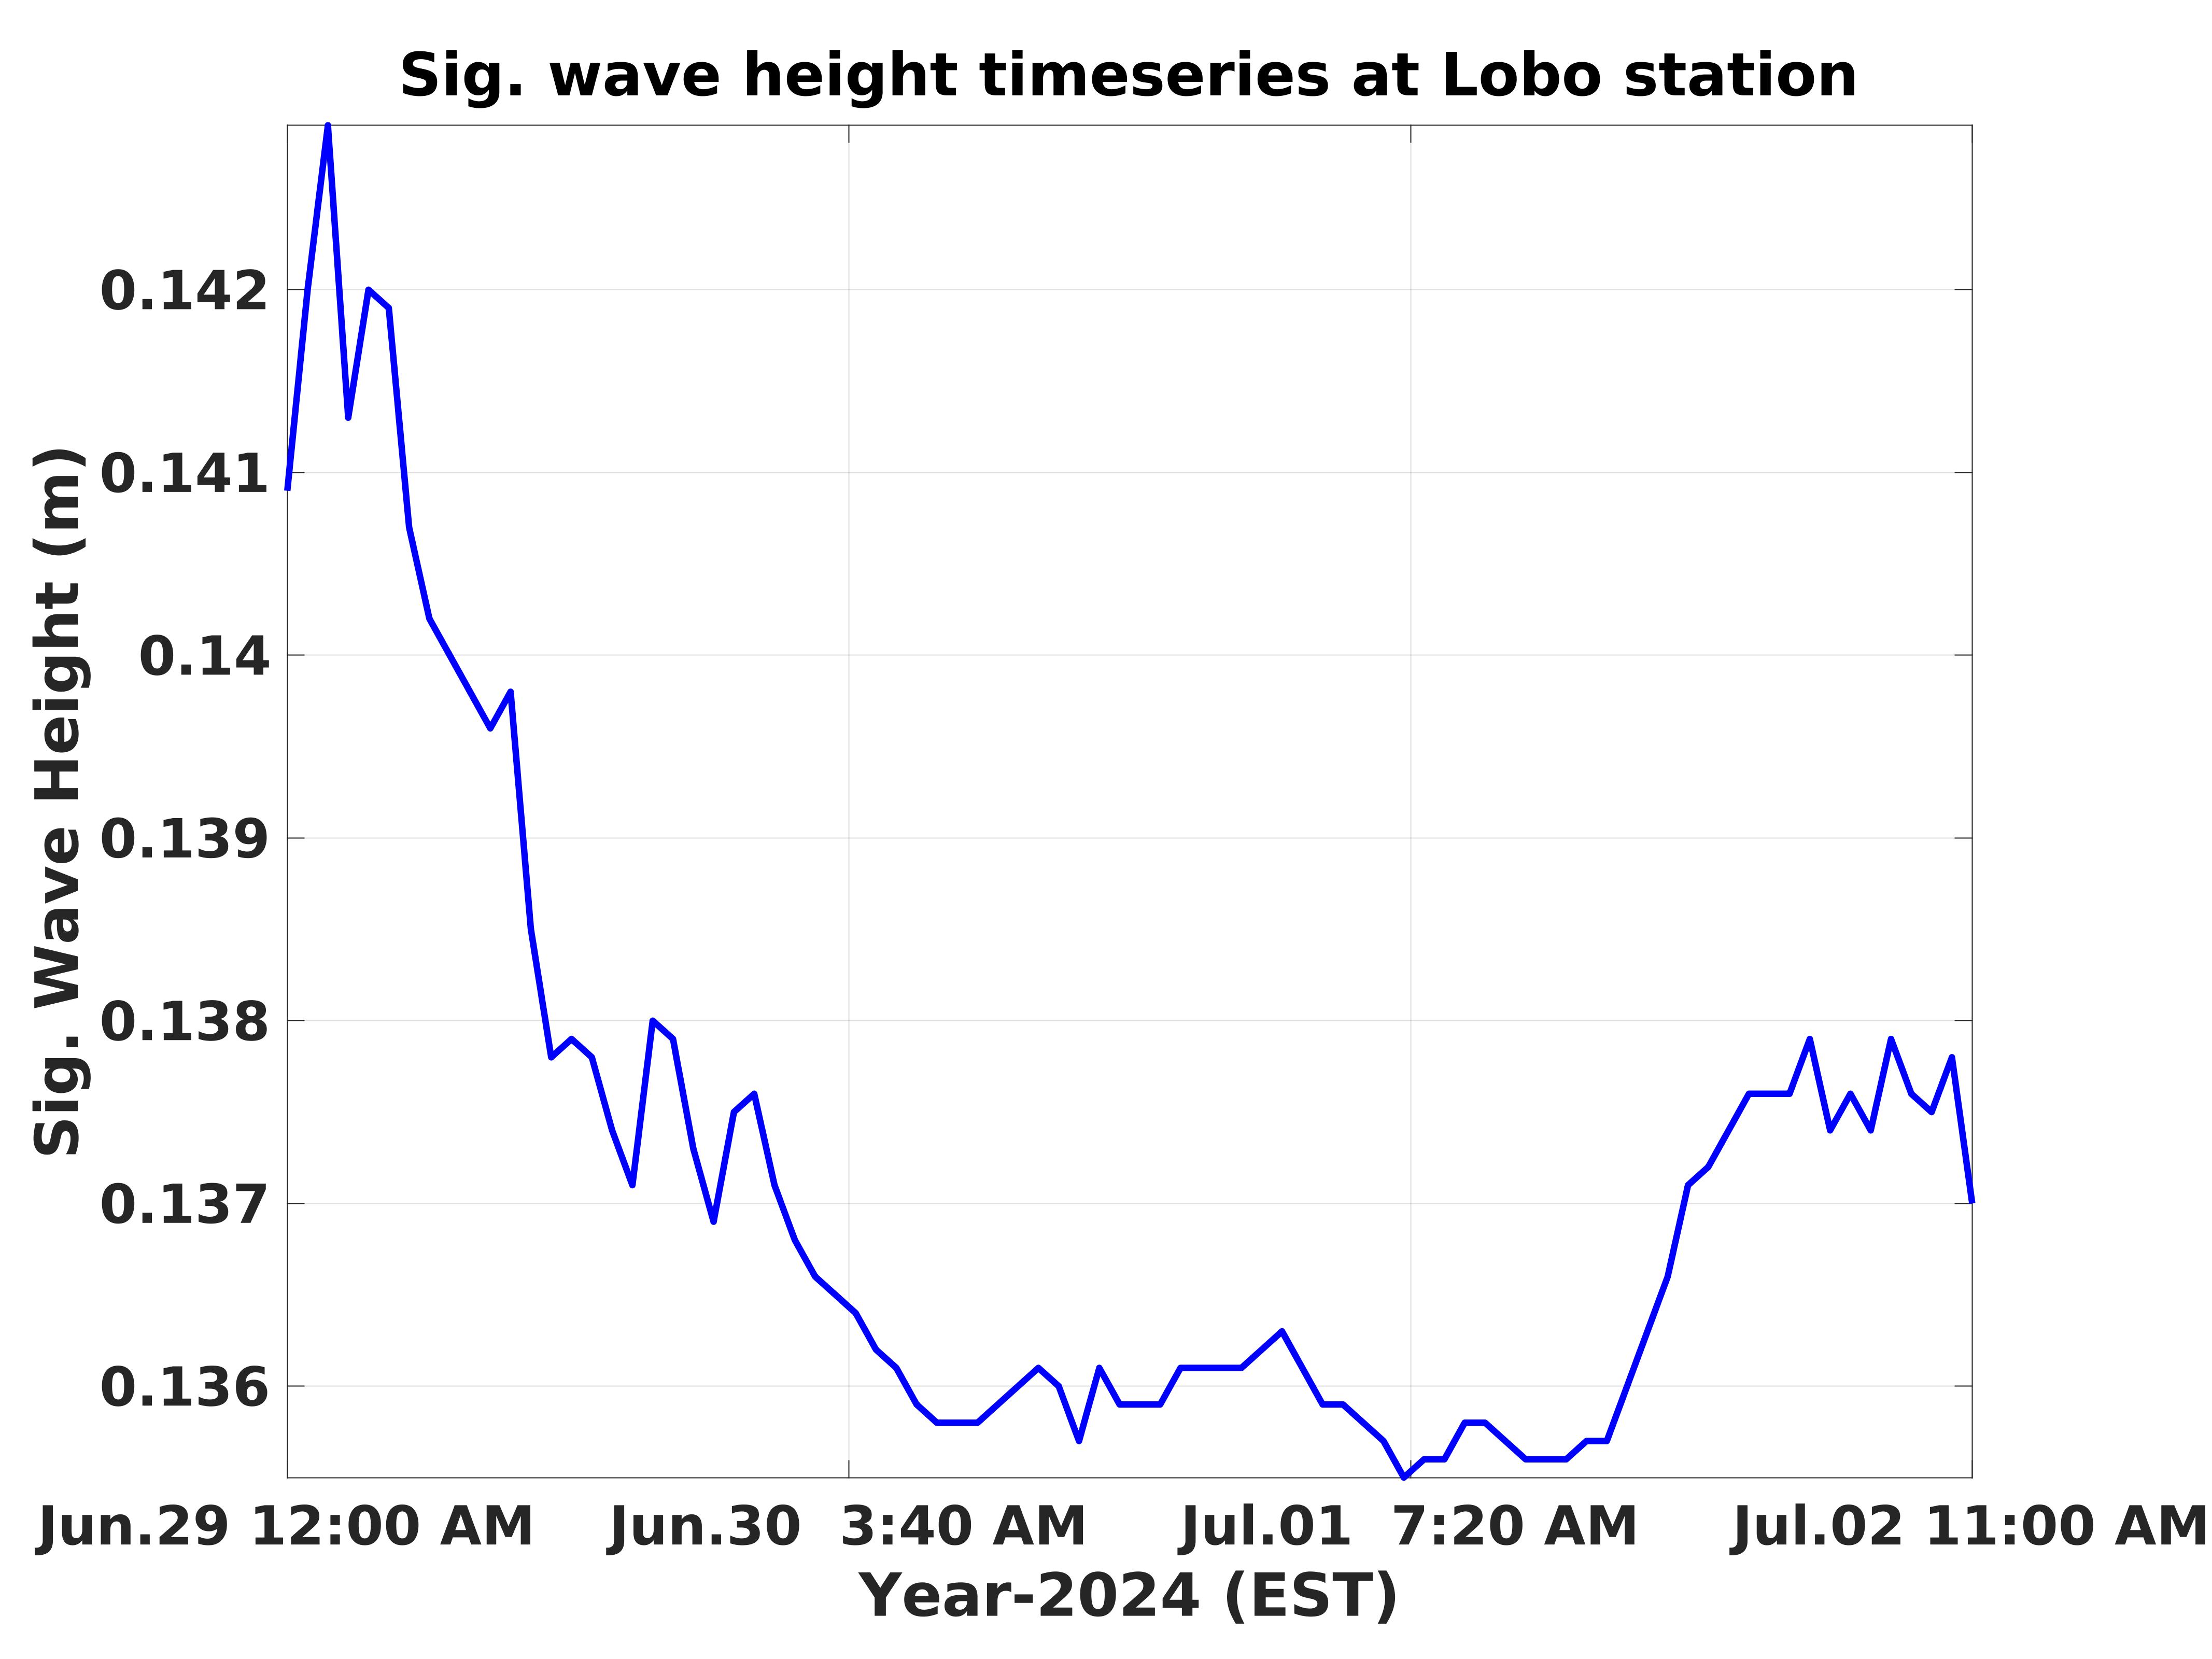 Sig. wave height timeseries at Lobo station
Sig. Wave Height (m)
0.142
0.141
0.14
0.139
0.138
0.137
0.136
Jun.29 12:00 AM
Jun.30  3:40 AM
Jul.01  7:20 AM
Jul.02 11:00 AM
Year-2024 (EST)